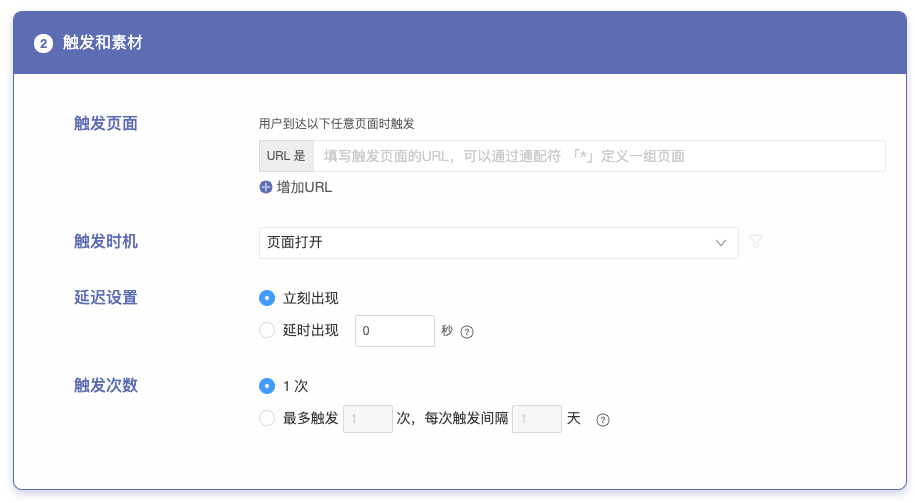 2 触发和素材
触发页面
用户到达以下任意页面时触发
URL 是 填写触发页面的URL，可以通过通配符 「*」定义一组页面
增加URL
触发时机
页面打开
延迟设置
立刻出现
延时出现 0 秒 ?
触发次数
1 次
最多触发 1 次，每次触发间隔 1 天 ?